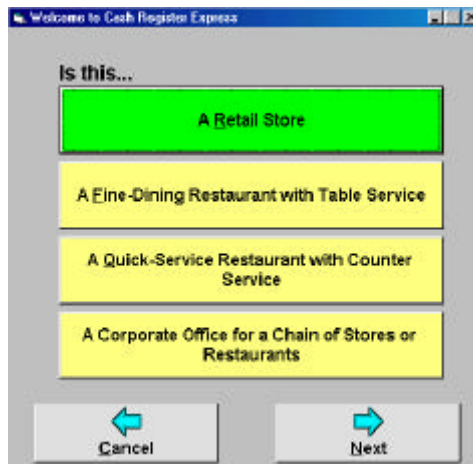 Welcome to Cash Register Express
Is this...
A Retail Store
A Fine-Dining Restaurant with Table Service
A Quick-Service Restaurant with Counter
Service
A Corporate Office for a Chain of Stores or
Restaurants
Cancel
Next